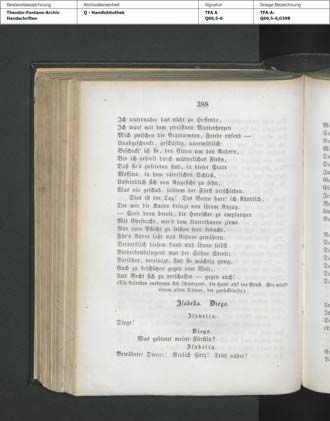 Bestandsbezeichnung
Archivalieneinheit
Signatur
Image-Bezeichnung
Theodor-Fontane-Archiv
Handschriften
Q - Handbibliothek
TFA A
Q66,5-6
TFA-A-
Q66,5-6,0398
388
Ich unternahm das nicht zu Hoffende,
Ich warf mit dem zerrissnen Mutterherzen
Mich zwischen die Ergrimmten, Friede rufend —
Unabgeschreckt, geschäftig, unermüdlich
Beschickt' ich sie, den Einen um den Andern,
Bis ich erhielt durch mütterliches Flehn,
Daß sie's zufrieden sind, in dieser Stadt
Messina, in dem väterlichen Schloß,
Unfeindlich sich von Angesicht zu sehn,
Was nie geschah, seitdem der Fürst verschieden.
Dies ist der Tag! Des Boten harr' ich stündlich,
Der mir die Kunde bringt von ihrem Anzug.
— Seid denn bereit, die Herrscher zu empfangen
Mit Ehrfurcht, wie's dem Unterthanen ziemt.
Nur eure Pflicht zu leisten seid bedacht,
Für's Andre laßt uns Andere gewähren.
Verderblich diesem Land und ihnen selbst
Verderbenbringend war der Söhne Streit;
Versöhnt, vereinigt, sind sie mächtig gnug,
Euch zu beschützen gegen eine Welt,
Und Recht sich zu verschaffen — gegen euch!
(Die Aeltesten entfernen sich schweigend, die Hand auf der Brust. Sie winkt
einem alten Diener, der zurückbleibt.)
Isabella. Diego.
Isabella.
Diego!
Diego.
Was gebietet meine Fürstin?
Isabella.
Bewährter Diener! Redlich Herz! Tritt näher!